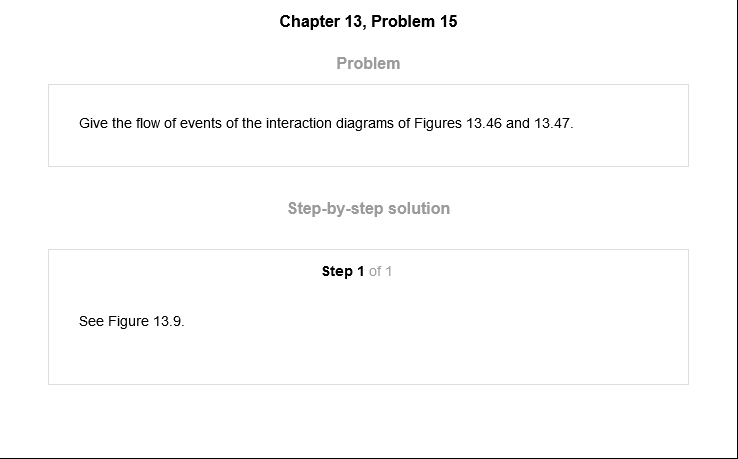 Chapter 13, Problem 15
Problem
Give the flow of events of the interaction diagrams of Figures 13.46 and 13.47.
Step-by-step solution
Step 1 of 1
See Figure 13.9.